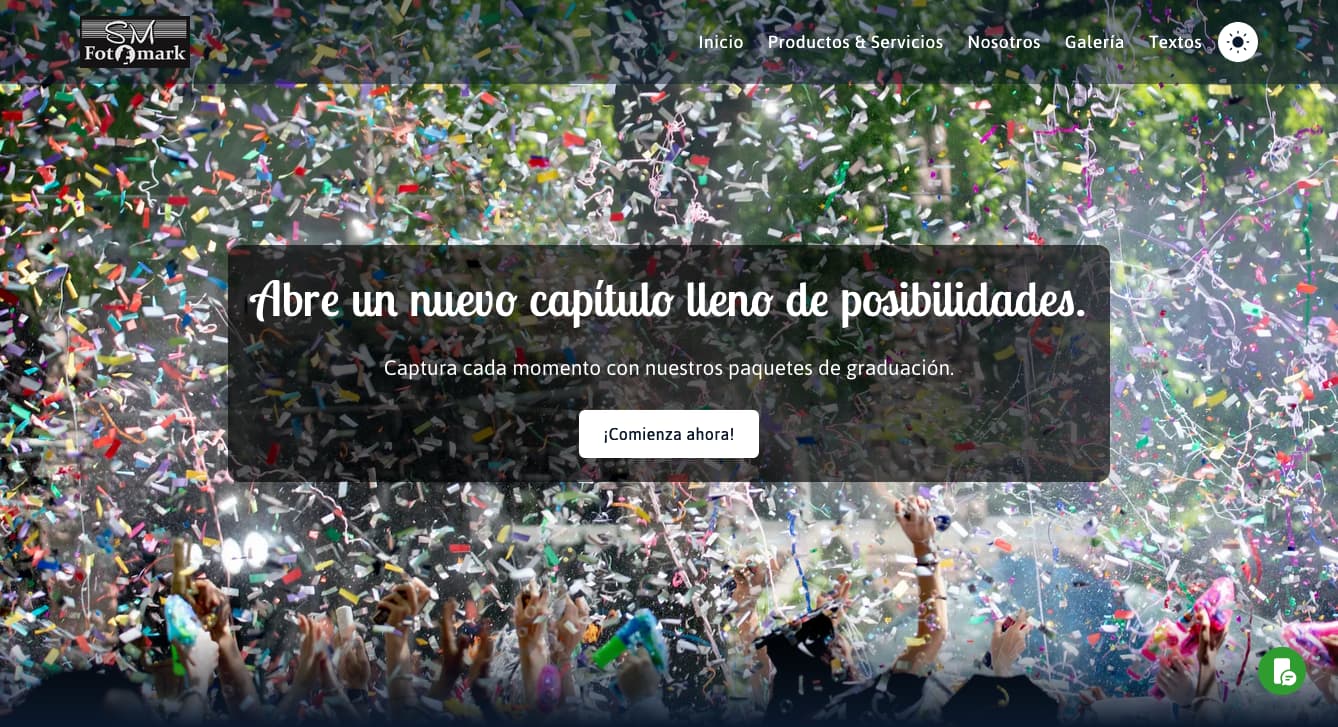 SM
Fotomark
Inicio Productos & Servicios Nosotros Galería Textos
Abre un nuevo capítulo lleno de posibilidades.
Captura cada momento con nuestros paquetes de graduación.
¡Comienza ahora!